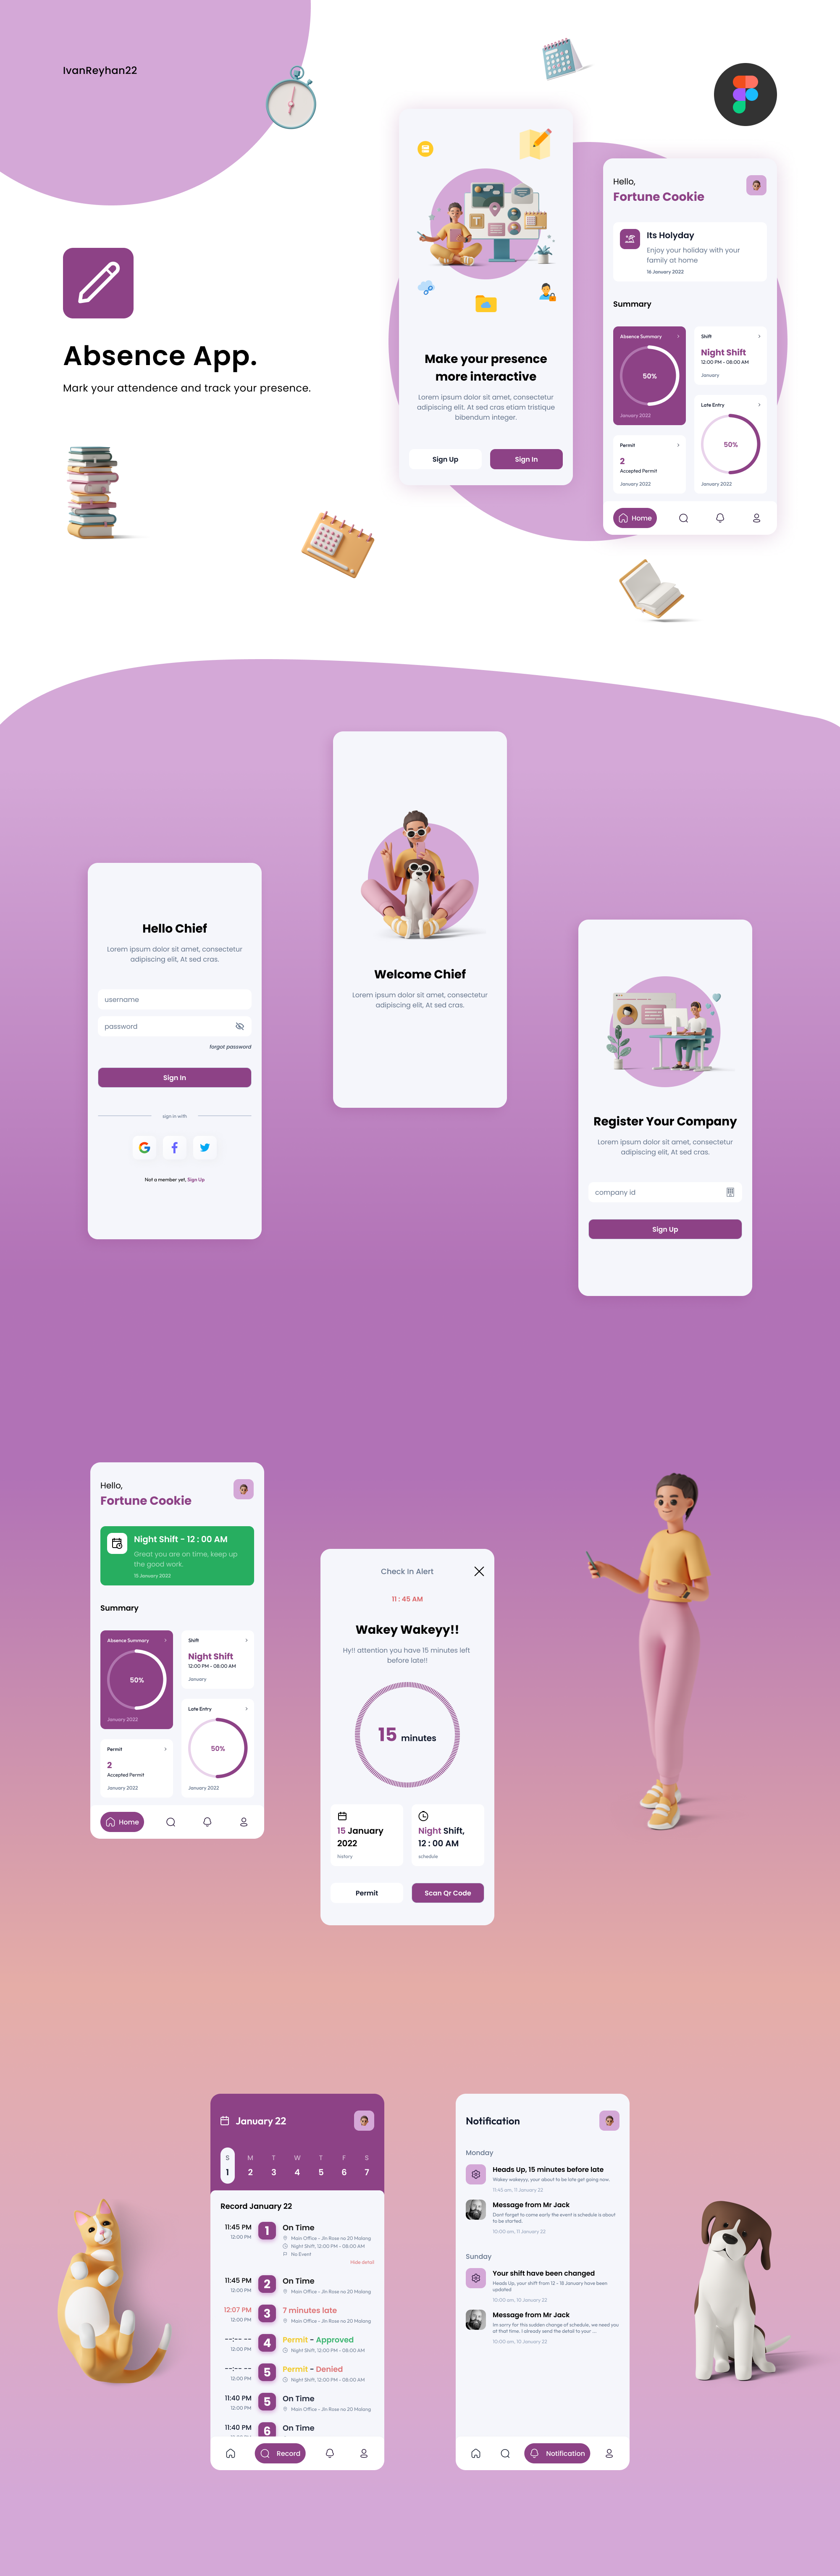 IvanReyhan22
Absence App.
Mark your attendence and track your presence.
Make your presence
more interactive
Lorem ipsum dolor sit amet, consectetur
adipiscing elit. At sed cras etiam tristique
bibendum integer.
Sign Up
Sign In
Hello,
Fortune Cookie
Its Holyday
Enjoy your holiday with your
family at home
16 January 2022
Summary
Absence Summary
50%
January 2022
Shift
Night Shift
12:00 PM - 08:00 AM
January
Permit
2
Accepted Permit
January 2022
Late Entry
50%
January 2022
Home
Welcome Chief
Lorem ipsum dolor sit amet, consectetur
adipiscing elit, At sed cras.
Hello Chief
Lorem ipsum dolor sit amet, consectetur
adipiscing elit, At sed cras.
username
password
forgot password
Sign In
sign in with
Not a member yet, Sign Up
Register Your Company
Lorem ipsum dolor sit amet, consectetur
adipiscing elit, At sed cras.
company id
Sign Up
Hello,
Fortune Cookie
Night Shift - 12 : 00 AM
Great you are on time, keep up
the good work.
15 January 2022
Summary
Absence Summary
50%
January 2022
Shift
Night Shift
12:00 PM - 08:00 AM
January
Permit
2
Accepted Permit
January 2022
Late Entry
50%
January 2022
Home
Check In Alert
11 : 45 AM
Wakey Wakeyy!!
Hy!! attention you have 15 minutes left
before late!!
15 minutes
15 January
2022
history
Night Shift,
12 : 00 AM
schedule
Permit
Scan Qr Code
January 22
S M T W T F S
1 2 3 4 5 6 7
Record January 22
11:45 PM
12:00 PM
1
On Time
Main Office - Jln Rose no 20 Malang
Night Shift, 12:00 PM - 08:00 AM
No Event
Hide detail
11:45 PM
12:00 PM
2
On Time
Main Office - Jln Rose no 20 Malang
12:07 PM
12:00 PM
3
7 minutes late
Main Office - Jln Rose no 20 Malang
--:-- --
12:00 PM
4
Permit - Approved
Night Shift, 12:00 PM - 08:00 AM
--:-- --
12:00 PM
5
Permit - Denied
Night Shift, 12:00 PM - 08:00 AM
11:40 PM
12:00 PM
5
On Time
Main Office - Jln Rose no 20 Malang
11:40 PM
6
On Time
Record
Notification
Monday
Heads Up, 15 minutes before late
Wakey wakeyyy, your about to be late get going now.
11:45 am, 11 January 22
Message from Mr Jack
Dont forget to come early the event is schedule is about
to be started.
10:00 am, 11 January 22
Sunday
Your shift have been changed
Heads Up, your shift from 12 - 18 January have been
updated
10:00 am, 10 January 22
Message from Mr Jack
Im sorry for this sudden change of schedule, we need you
at that time. I already send the detail to your ...
10:00 am, 10 January 22
Notification